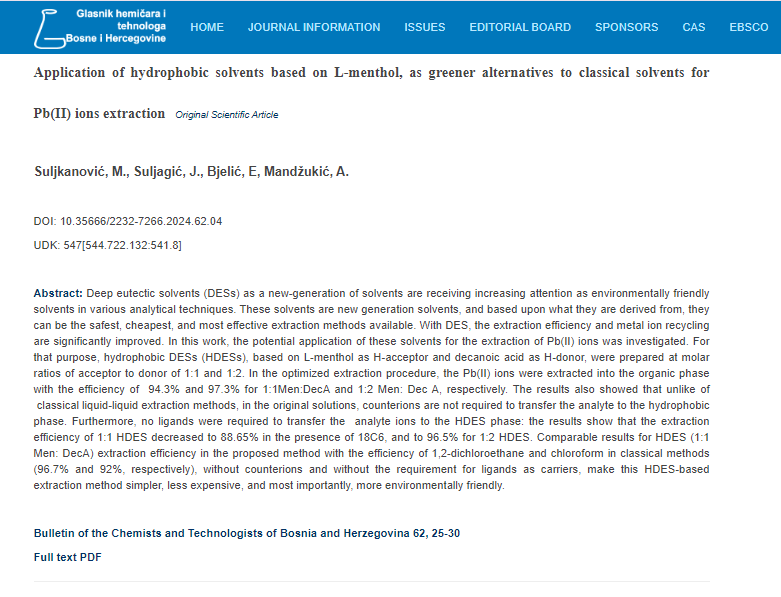 Glasnik hemičara i
tehnologa
Bosne i Hercegovine
HOME JOURNAL INFORMATION ISSUES EDITORIAL BOARD SPONSORS CAS EBSCO
Application of hydrophobic solvents based on L-menthol, as greener alternatives to classical solvents for
Pb(II) ions extraction Original Scientific Article
Suljkanović, M., Suljagić, J., Bjelić, E, Mandžukić, A.
DOI: 10.35666/2232-7266.2024.62.04
UDK: 547[544.722.132:541.8]
Abstract: Deep eutectic solvents (DESs) as a new-generation of solvents are receiving increasing attention as environmentally friendly
solvents in various analytical techniques. These solvents are new generation solvents, and based upon what they are derived from, they
can be the safest, cheapest, and most effective extraction methods available. With DES, the extraction efficiency and metal ion recycling
are significantly improved. In this work, the potential application of these solvents for the extraction of Pb(II) ions was investigated. For
that purpose, hydrophobic DESs (HDESs), based on L-menthol as H-acceptor and decanoic acid as H-donor, were prepared at molar
ratios of acceptor to donor of 1:1 and 1:2. In the optimized extraction procedure, the Pb(II) ions were extracted into the organic phase
with the efficiency of 94.3% and 97.3% for 1:1Men:DecA and 1:2 Men: Dec A, respectively. The results also showed that unlike of
classical liquid-liquid extraction methods, in the original solutions, counterions are not required to transfer the analyte to the hydrophobic
phase. Furthermore, no ligands were required to transfer the analyte ions to the HDES phase: the results show that the extraction
efficiency of 1:1 HDES decreased to 88.65% in the presence of 18C6, and to 96.5% for 1:2 HDES. Comparable results for HDES (1:1
Men: DecA) extraction efficiency in the proposed method with the efficiency of 1,2-dichloroethane and chloroform in classical methods
(96.7% and 92%, respectively), without counterions and without the requirement for ligands as carriers, make this HDES-based
extraction method simpler, less expensive, and most importantly, more environmentally friendly.
Bulletin of the Chemists and Technologists of Bosnia and Herzegovina 62, 25-30
Full text PDF